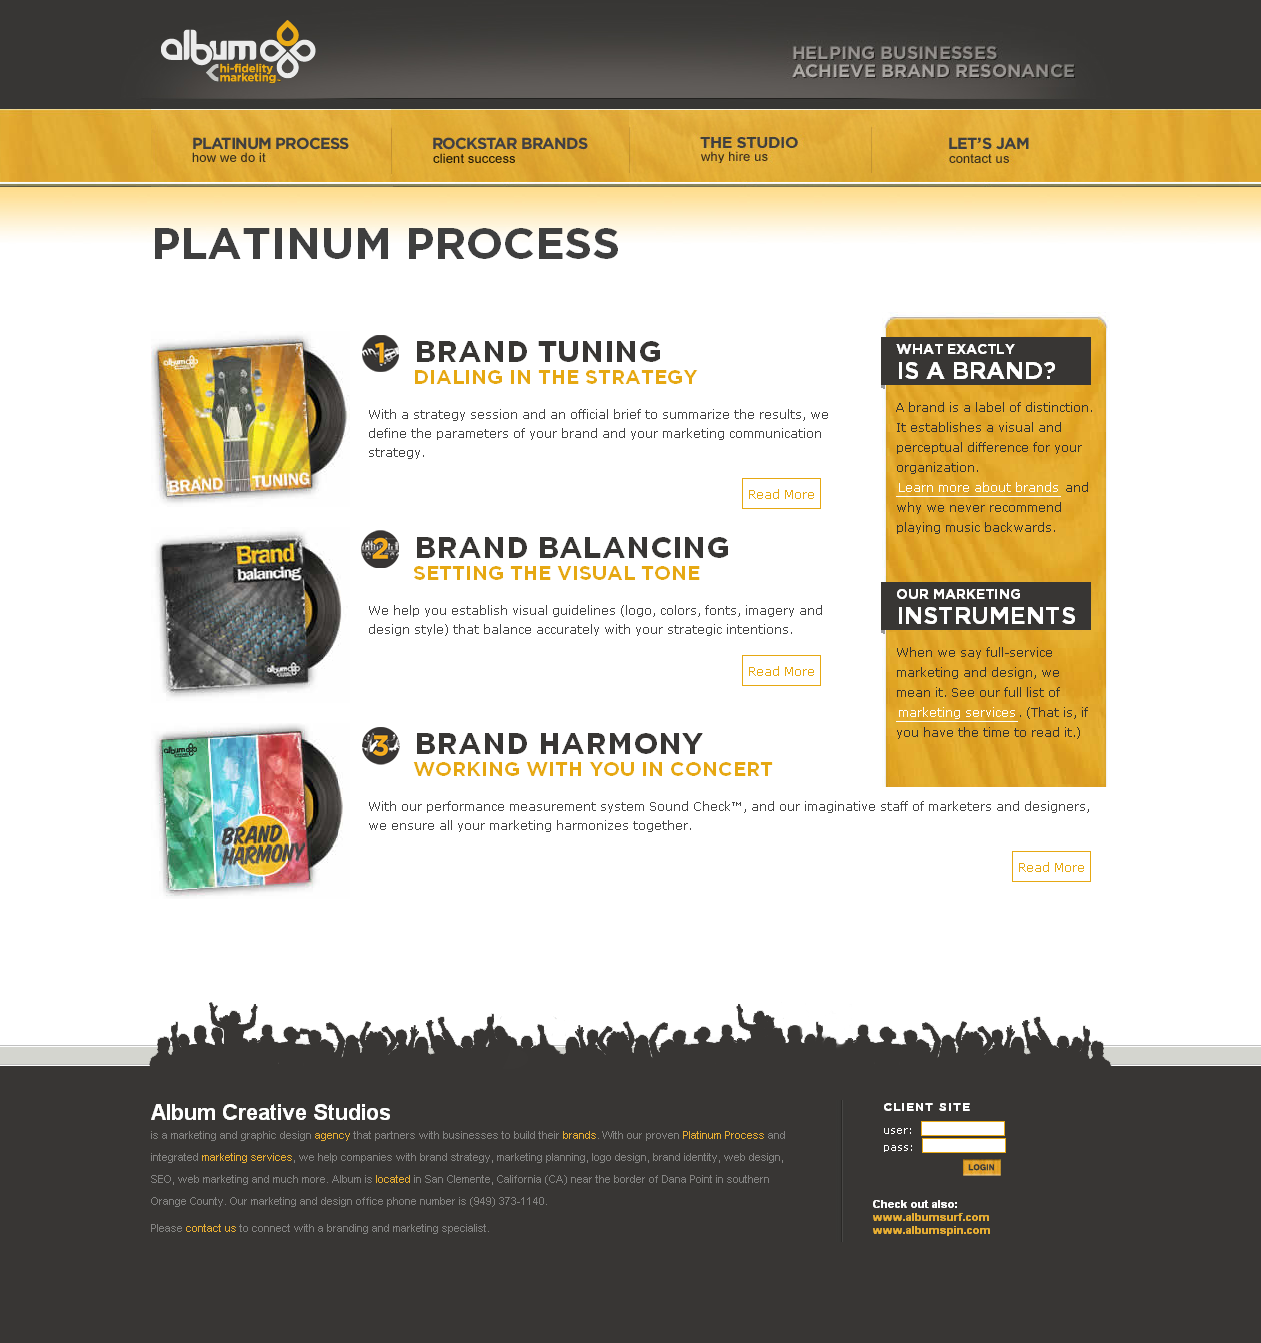 album
hi-fidelity
marketing
HELPING BUSINESSES
ACHIEVE BRAND RESONANCE
PLATINUM PROCESS
how we do it
ROCKSTAR BRANDS
client success
THE STUDIO
why hire us
LET'S JAM
contact us
PLATINUM PROCESS
album
BRAND TUNING
1
BRAND TUNING
DIALING IN THE STRATEGY
With a strategy session and an official brief to summarize the results, we
define the parameters of your brand and your marketing communication
strategy.
Read More
Brand
balancing
album
2
BRAND BALANCING
SETTING THE VISUAL TONE
We help you establish visual guidelines (logo, colors, fonts, imagery and
design style) that balance accurately with your strategic intentions.
Read More
album
BRAND
HARMONY
3
BRAND HARMONY
WORKING WITH YOU IN CONCERT
With our performance measurement system Sound Check™, and our imaginative staff of marketers and designers,
we ensure all your marketing harmonizes together.
Read More
WHAT EXACTLY
IS A BRAND?
A brand is a label of distinction.
It establishes a visual and
perceptual difference for your
organization.
Learn more about brands and
why we never recommend
playing music backwards.
OUR MARKETING
INSTRUMENTS
When we say full-service
marketing and design, we
mean it. See our full list of
marketing services. (That is, if
you have the time to read it.)
Album Creative Studios
is a marketing and graphic design agency that partners with businesses to build their brands. With our proven Platinum Process and
integrated marketing services, we help companies with brand strategy, marketing planning, logo design, brand identity, web design,
SEO, web marketing and much more. Album is located in San Clemente, California (CA) near the border of Dana Point in southern
Orange County. Our marketing and design office phone number is (949) 373-1140.
Please contact us to connect with a branding and marketing specialist.
CLIENT SITE
user:
pass:
LOGIN
Check out also:
www.albumsurf.com
www.albumspin.com